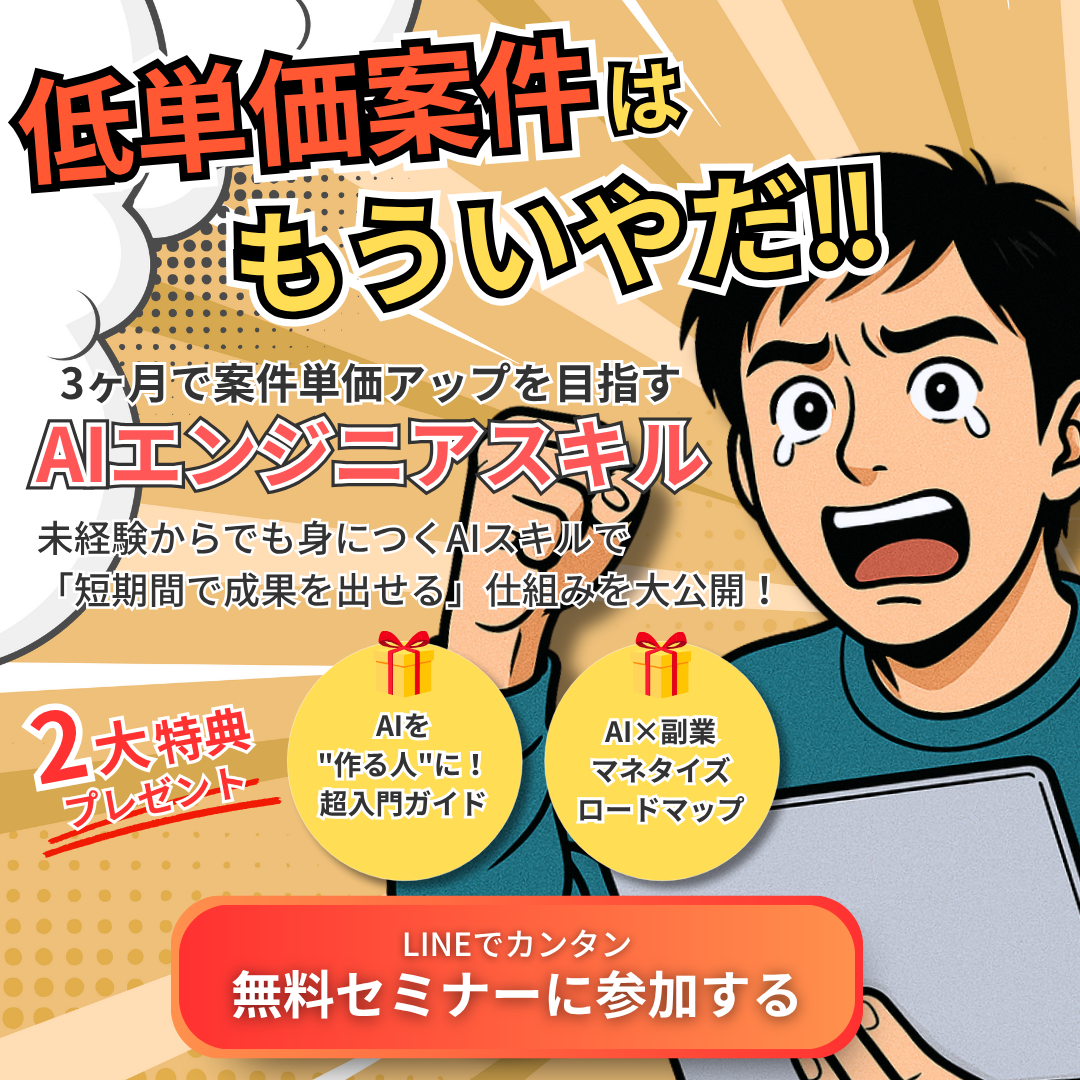 低単価案件は
もういやだ!!
3ヶ月で案件単価アップを目指す
AIエンジニアスキル
未経験からでも身につくAIスキルで
「短期間で成果を出せる」仕組みを大公開！
2大特典
プレゼント
AIを
"作る人"に！
超入門ガイド
AI×副業
マネタイズ
ロードマップ
LINEでカンタン
無料セミナーに参加する